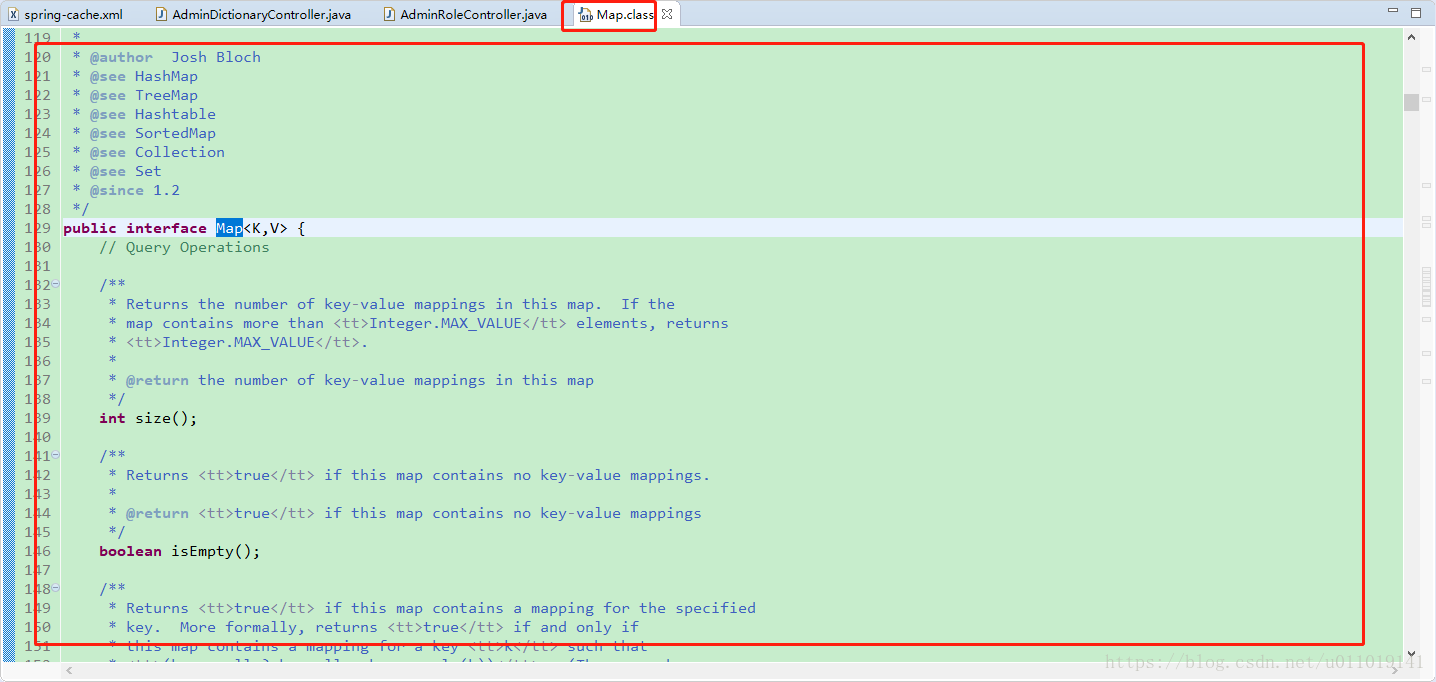 spring-cache.xml AdminDictionaryController.java AdminRoleController.java Map.class
119 *
120 * @author Josh Bloch
121 * @see HashMap
122 * @see TreeMap
123 * @see Hashtable
124 * @see SortedMap
125 * @see Collection
126 * @see Set
127 * @since 1.2
128 */
129 public interface Map<K,V> {
130 // Query Operations
131
132 /**
133 * Returns the number of key-value mappings in this map. If the
134 * map contains more than <tt>Integer.MAX_VALUE</tt> elements, returns
135 * <tt>Integer.MAX_VALUE</tt>.
136 *
137 * @return the number of key-value mappings in this map
138 */
139 int size();
140
141 /**
142 * Returns <tt>true</tt> if this map contains no key-value mappings.
143 *
144 * @return <tt>true</tt> if this map contains no key-value mappings
145 */
146 boolean isEmpty();
147
148 /**
149 * Returns <tt>true</tt> if this map contains a mapping for the specified
150 * key. More formally, returns <tt>true</tt> if and only if
151 * this map contains a mapping for a key <tt>k</tt> such that
https://blog.csdn.net/u011019141